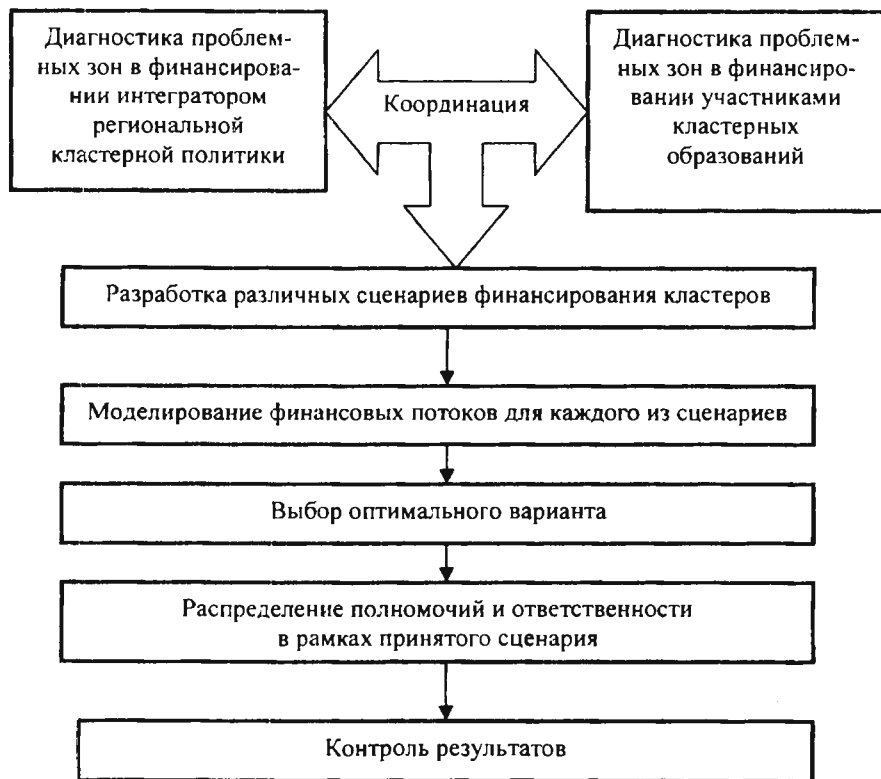 Диагностика проблем-
ных зон в финансирова-
нии интегратором
региональной
кластерной политики
Координация
Диагностика проблем-
ных зон в финансиро-
вании участниками
кластерных
образований
Разработка различных сценариев финансирования кластеров
Моделирование финансовых потоков для каждого из сценариев
Выбор оптимального варианта
Распределение полномочий и ответственности
в рамках принятого сценария
Контроль результатов